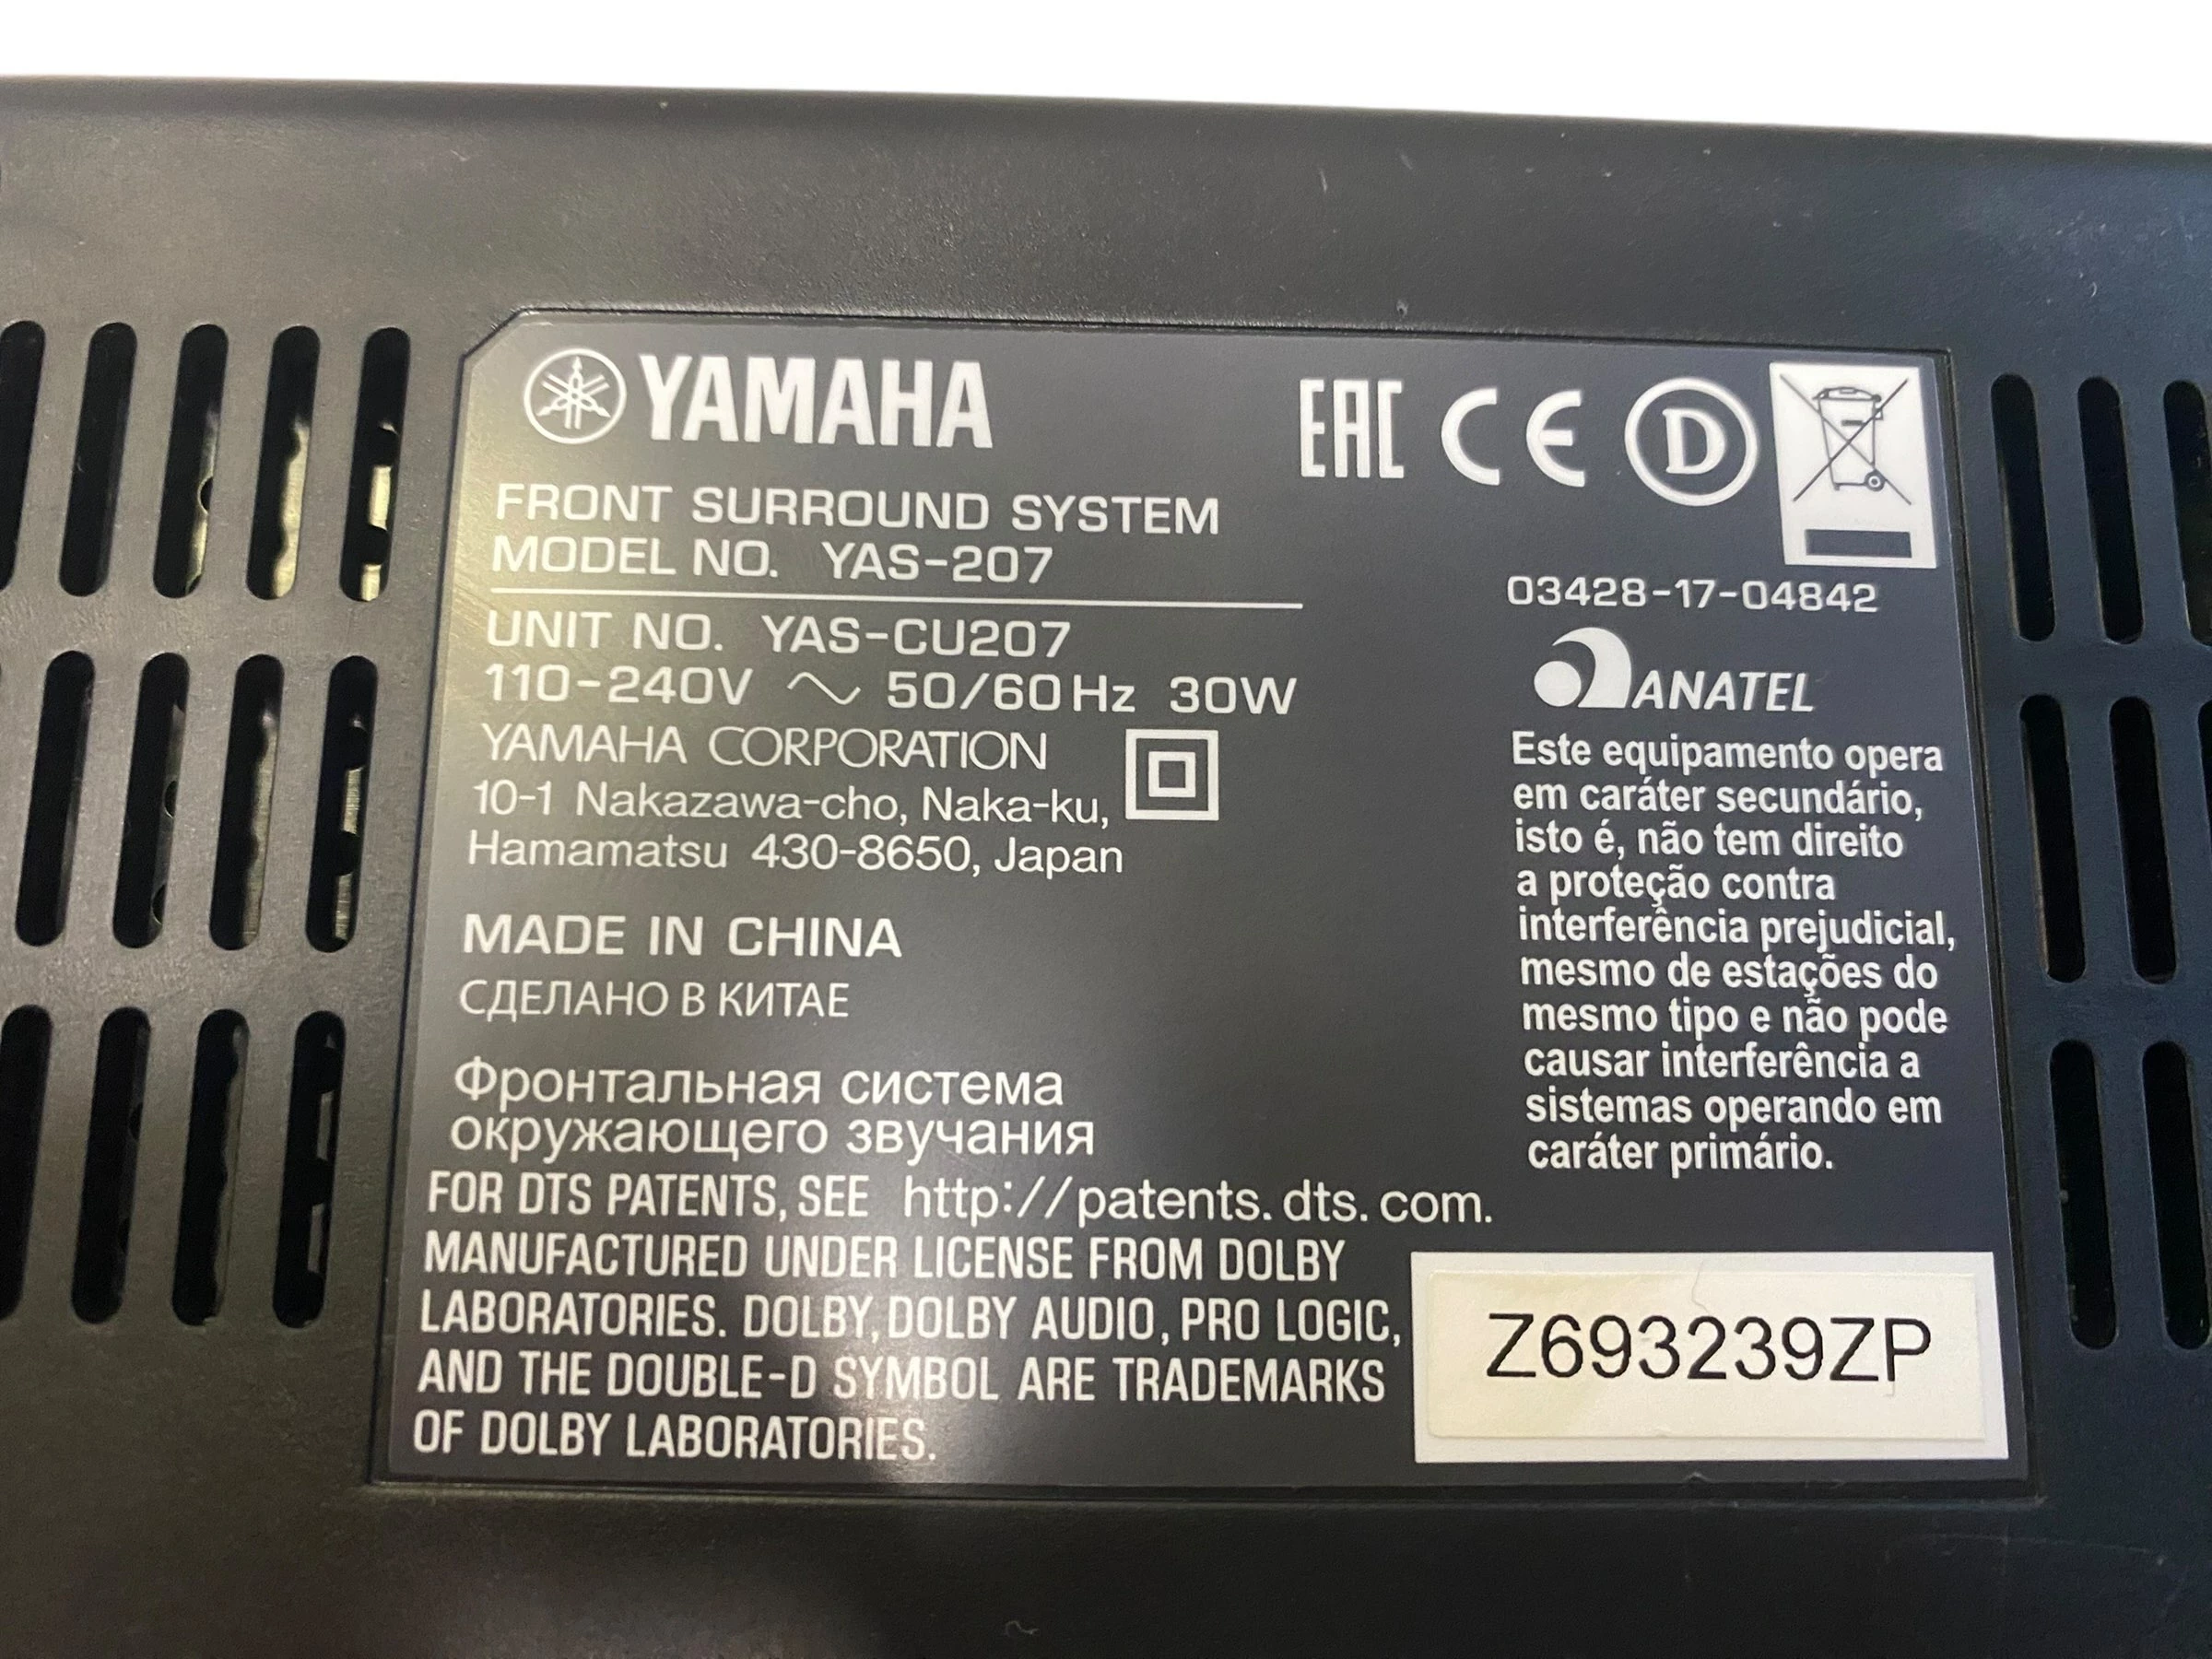 YAMAHA
EAC CE D
FRONT SURROUND SYSTEM
MODEL NO. YAS-207
UNIT NO. YAS-CU207
110-240V ~ 50/60Hz 30W
YAMAHA CORPORATION
10-1 Nakazawa-cho, Naka-ku,
Hamamatsu 430-8650, Japan
MADE IN CHINA
СДЕЛАНО В КИТАЕ
Фронтальная система
окружающего звучания
FOR DTS PATENTS, SEE http://patents.dts.com.
MANUFACTURED UNDER LICENSE FROM DOLBY
LABORATORIES. DOLBY, DOLBY AUDIO, PRO LOGIC,
AND THE DOUBLE-D SYMBOL ARE TRADEMARKS
OF DOLBY LABORATORIES.
03428-17-04842
ANATEL
Este equipamento opera
em caráter secundário,
isto é, não tem direito
a proteção contra
interferência prejudicial,
mesmo de estações do
mesmo tipo e não pode
causar interferência a
sistemas operando em
caráter primário.
Z693239ZP